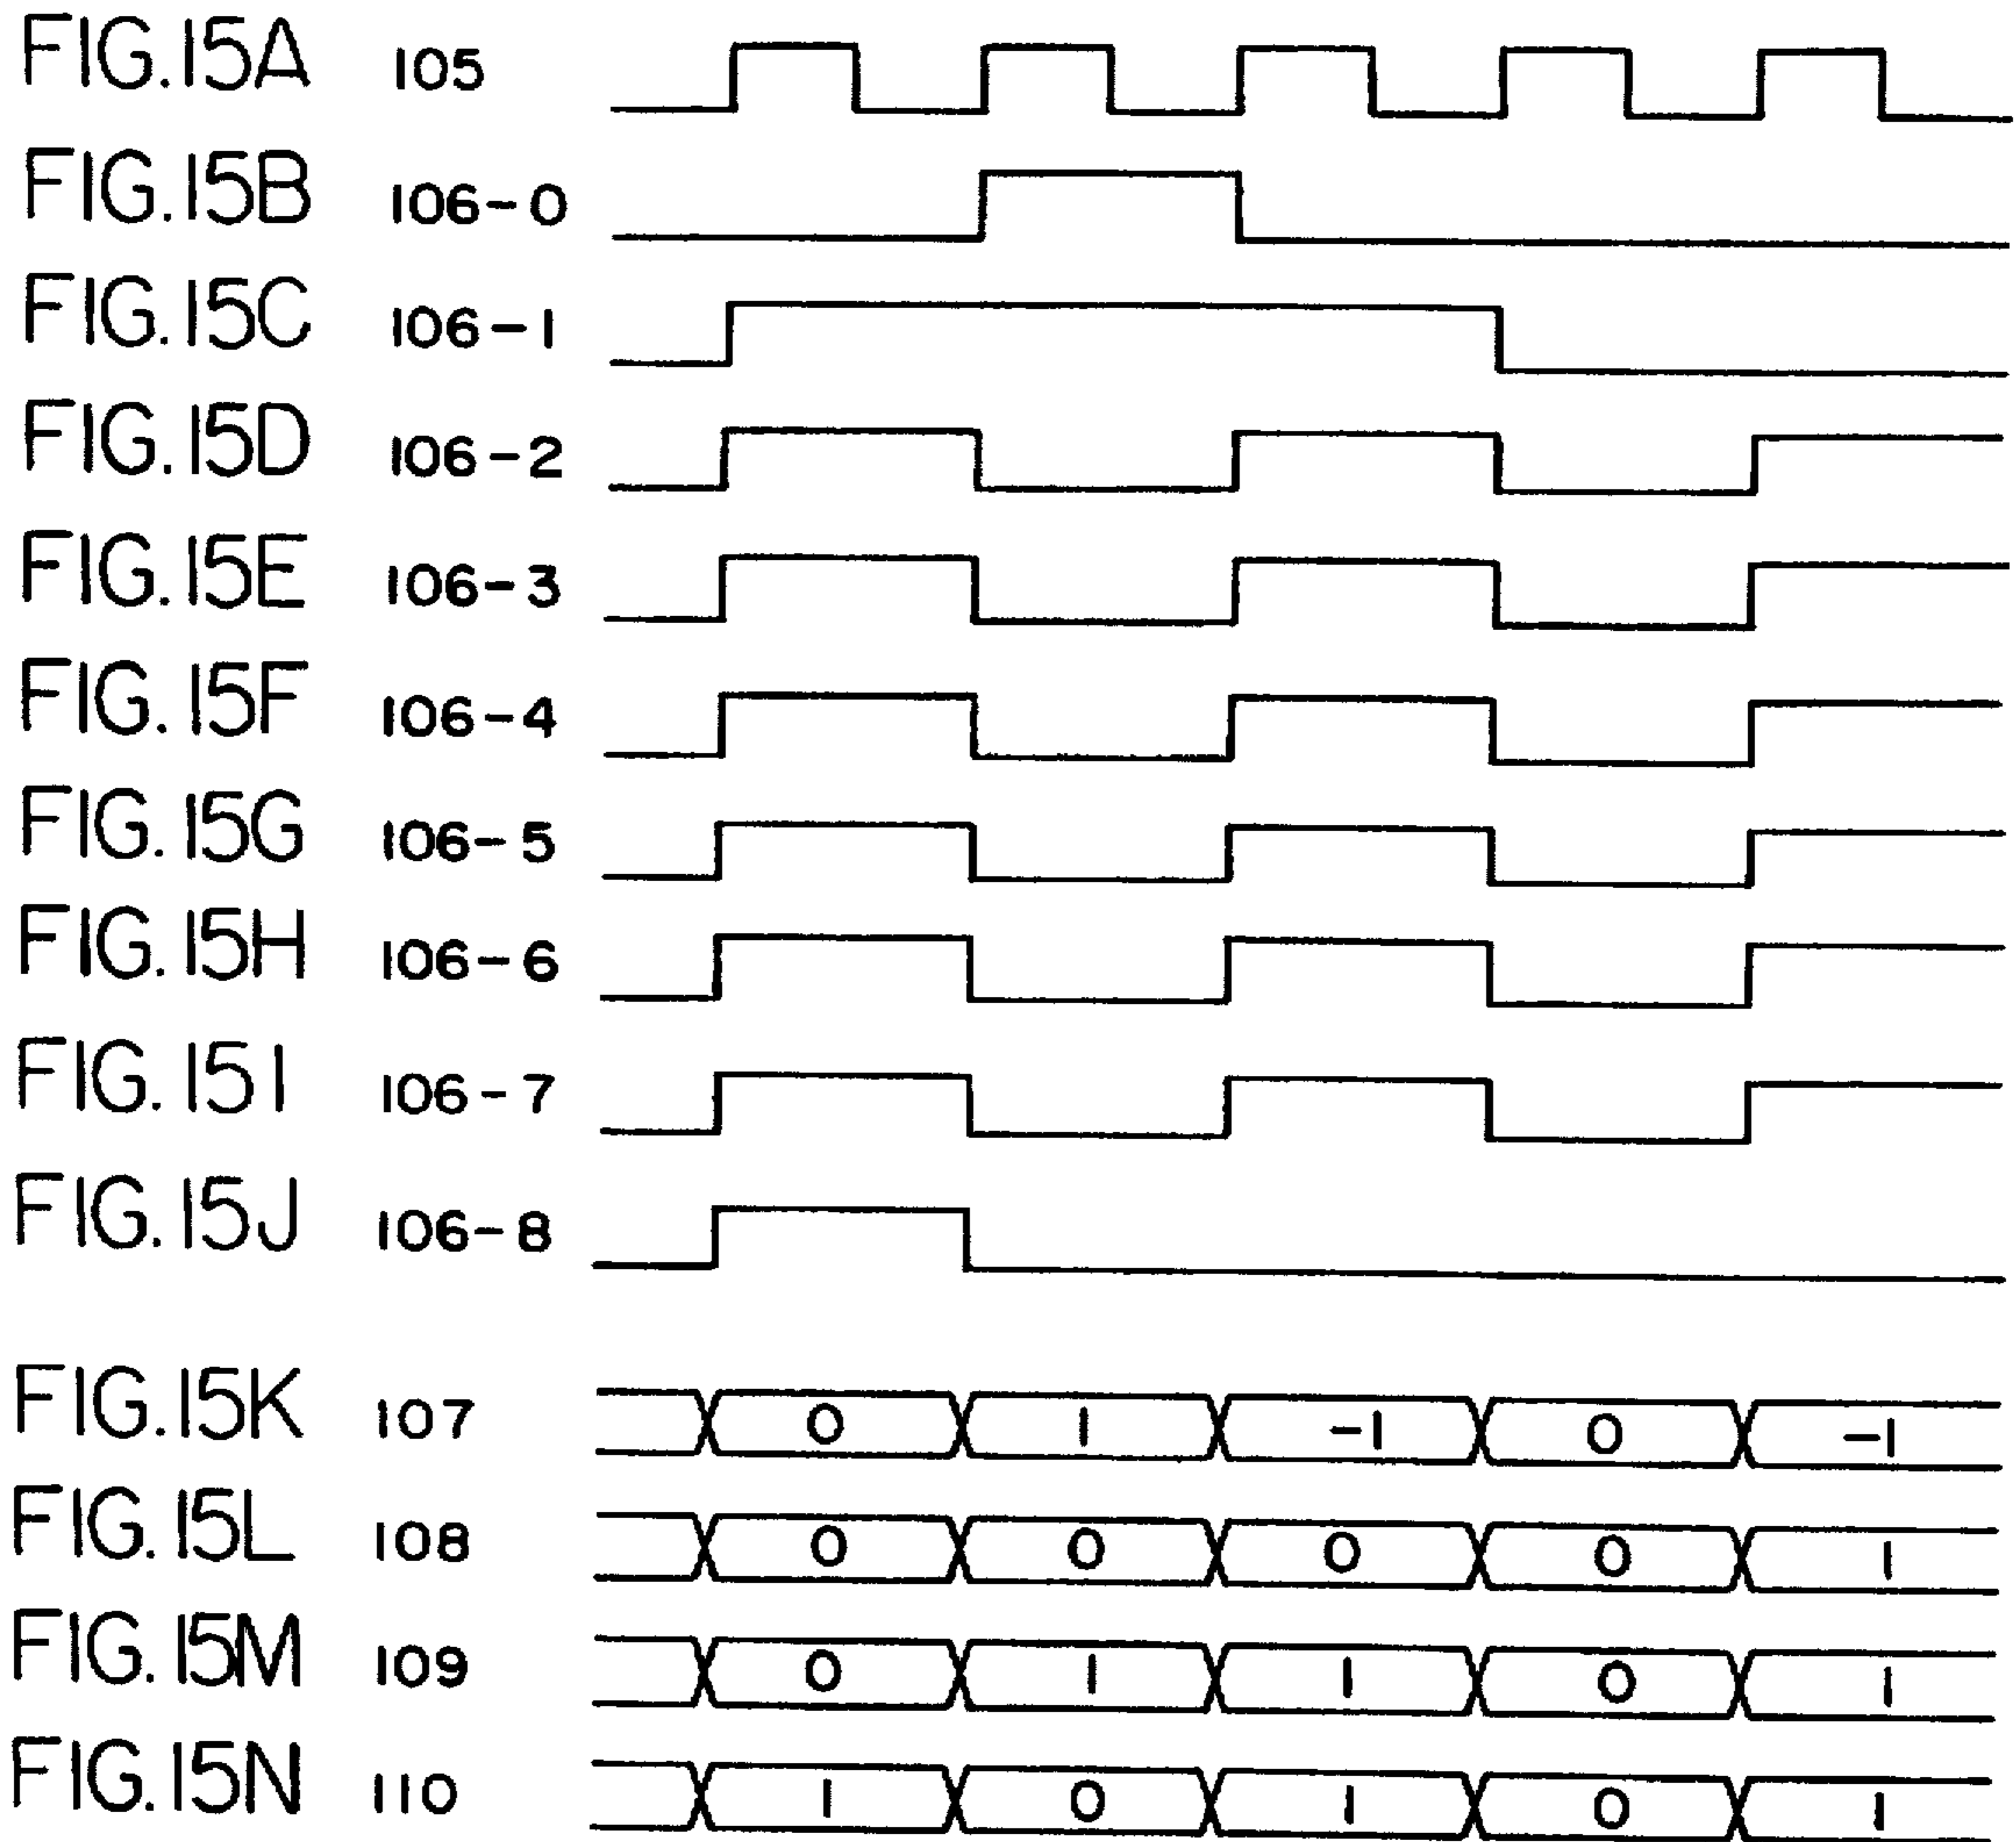 FIG.15A 105
FIG.15B 106-0
FIG.15C 106-1
FIG.15D 106-2
FIG.15E 106-3
FIG.15F 106-4
FIG.15G 106-5
FIG.15H 106-6
FIG.15I 106-7
FIG.15J 106-8
FIG.15K 107 0 1 -1 0 -1
FIG.15L 108 0 0 0 0 1
FIG.15M 109 0 1 1 0 1
FIG.15N 110 1 0 1 0 1